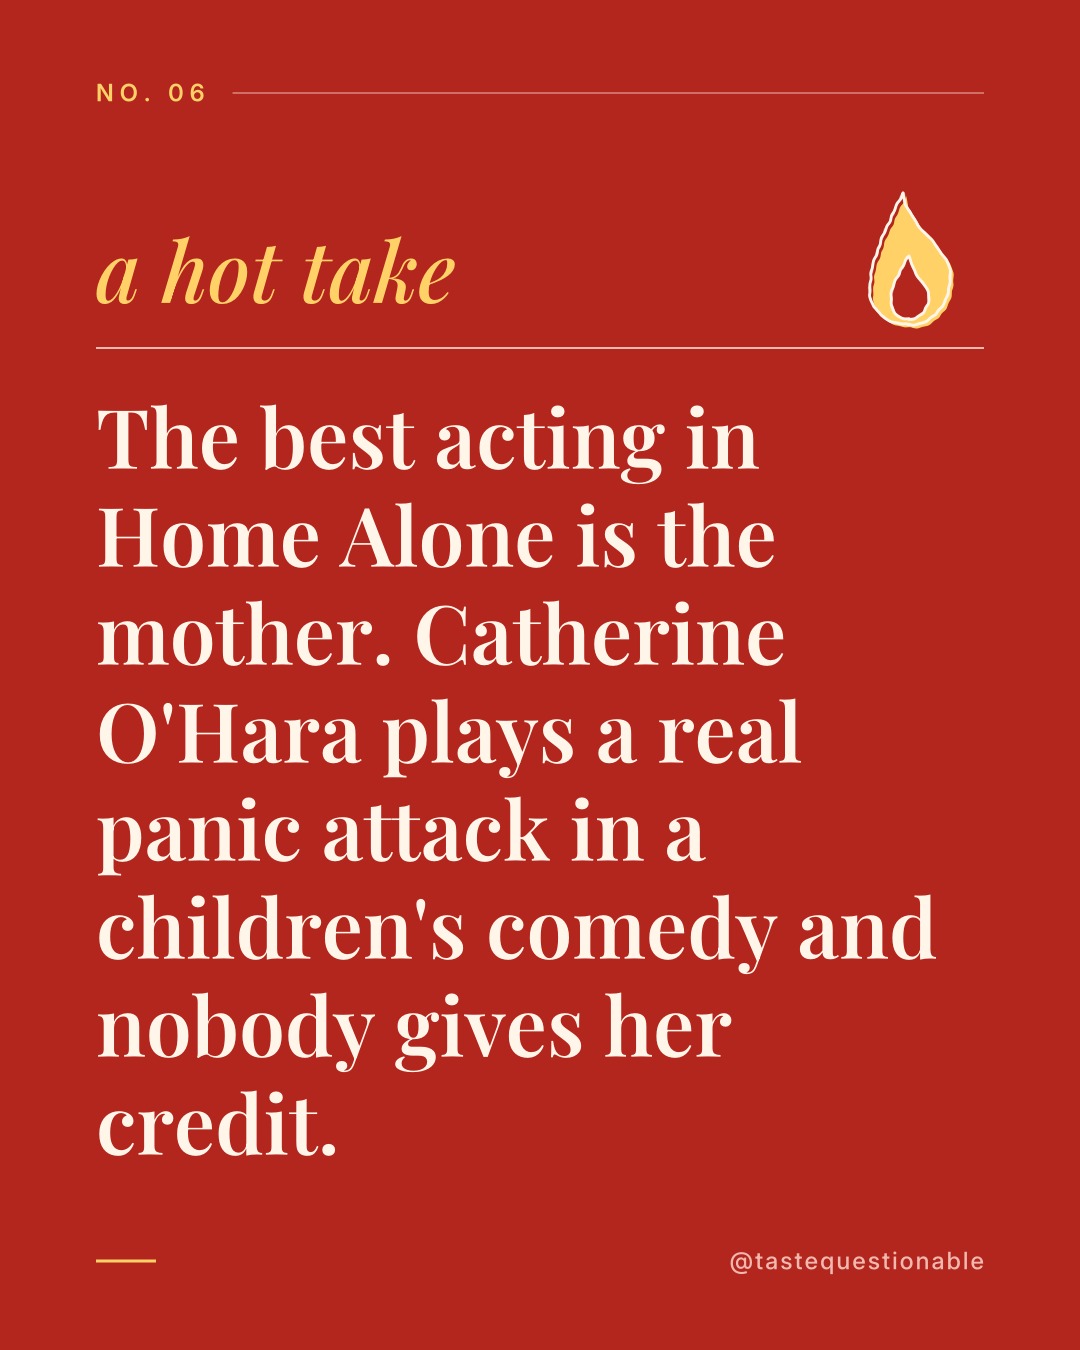 NO. 06
a hot take
The best acting in
Home Alone is the
mother. Catherine
O'Hara plays a real
panic attack in a
children's comedy and
nobody gives her
credit.
@tastequestionable